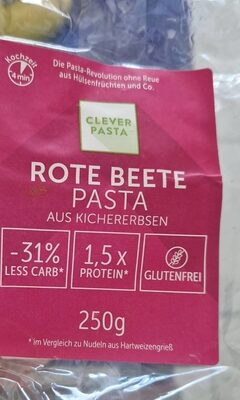 Kochzeit
4 min
Die Pasta-Revolution ohne Reue
aus Hülsenfrüchten und Co.
CLEVER
PASTA
ROTE BEETE
PASTA
AUS KICHERERBSEN
-31%
LESS CARB*
1,5 x
PROTEIN*
GLUTENFREI
250g
* im Vergleich zu Nudeln aus Hartweizengrieß